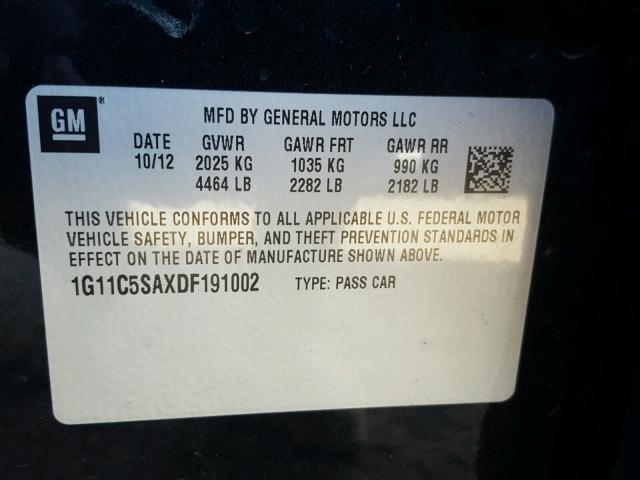 GM ®
MFD BY GENERAL MOTORS LLC
DATE GVWR GAWR FRT GAWR RR
10/12 2025 KG 1035 KG 990 KG
4464 LB 2282 LB 2182 LB
THIS VEHICLE CONFORMS TO ALL APPLICABLE U.S. FEDERAL MOTOR
VEHICLE SAFETY, BUMPER, AND THEFT PREVENTION STANDARDS IN
EFFECT ON THE DATE OF MANUFACTURE SHOWN ABOVE.
1G11C5SAXDF191002 TYPE: PASS CAR